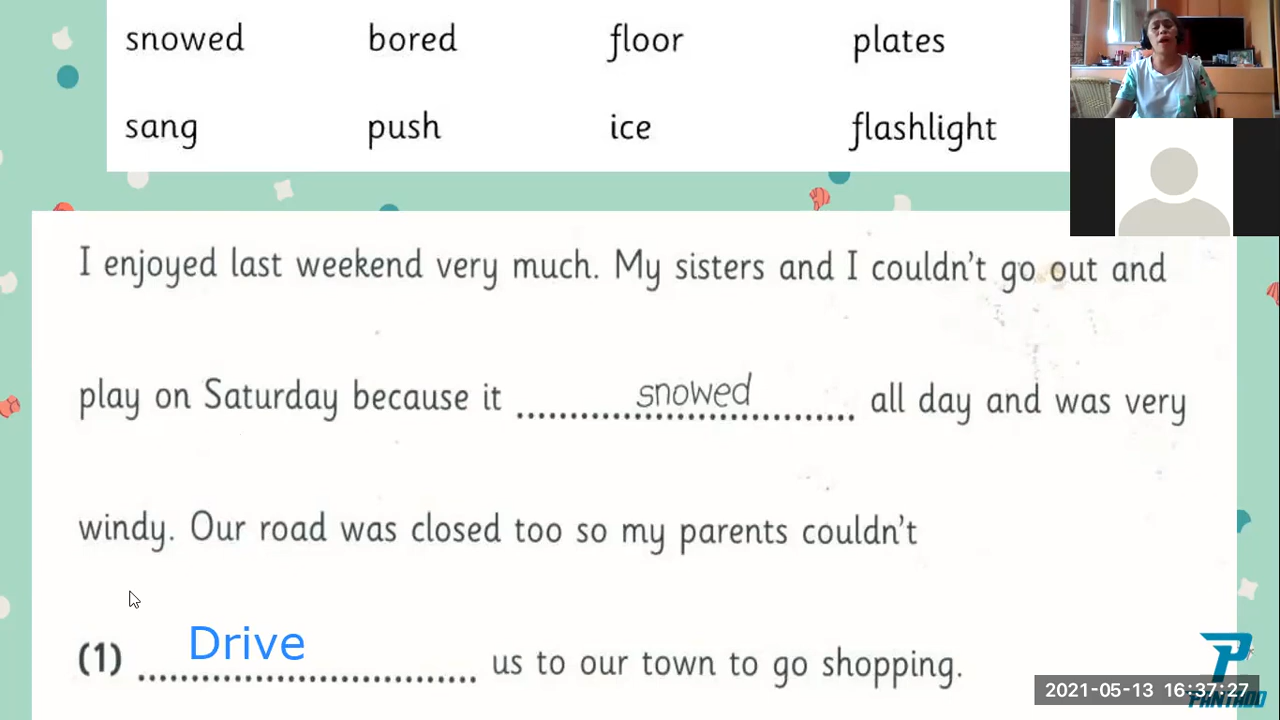 snowed bored floor plates
sang push ice flashlight
I enjoyed last weekend very much. My sisters and I couldn't go out and
play on Saturday because it snowed all day and was very
windy. Our road was closed too so my parents couldn't
(1) Drive us to our town to go shopping.
2021-05-13 16:37:27
PANTADO